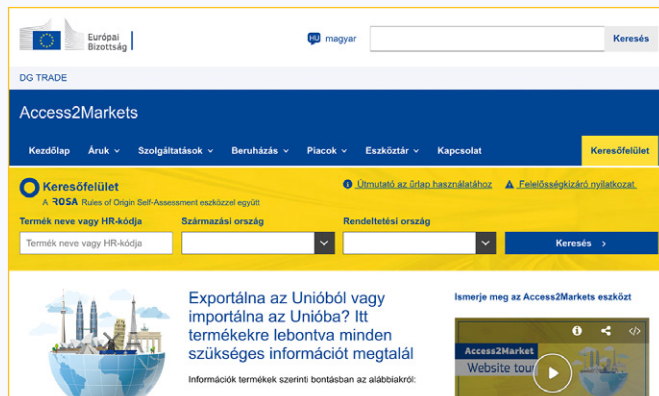 Európai
Bizottság
HU magyar
Keresés
DG TRADE
Access2Markets
Kezdőlap Áruk Szolgáltatások Beruházás Piacok Eszköztár Kapcsolat Keresőfelület
Keresőfelület
A ROSA Rules of Origin Self-Assessment eszközzel együtt
Útmutató az űrlap használatához Felelősségkizáró nyilatkozat
Termék neve vagy HR-kódja Származási ország Rendeltetési ország
Termék neve vagy HR-kódja
Keresés
Exportálna az Unióból vagy
importálna az Unióba? Itt
termékekre lebontva minden
szükséges információt megtalál
Információk termékek szerinti bontásban az alábbiakról:
Ismerje meg az Access2Markets eszközt
Access2Market
Website tour